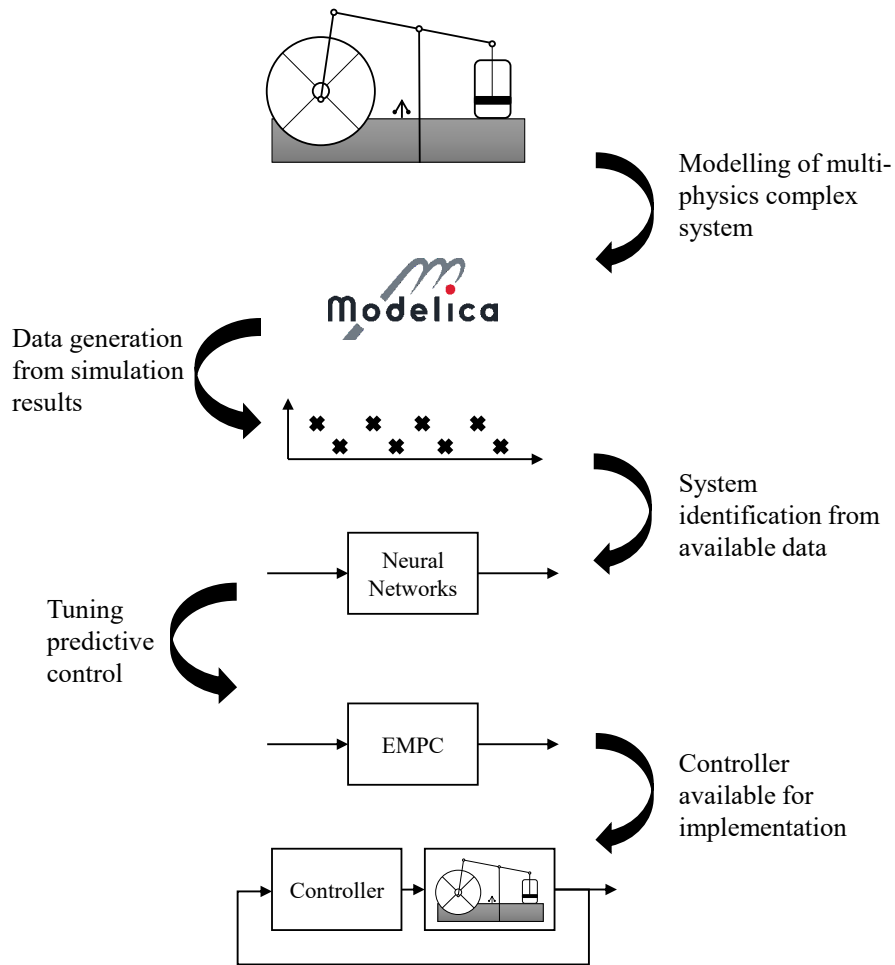 Modelling of multi-
physics complex
system
Modelica
Data generation
from simulation
results
System
identification from
available data
Neural
Networks
Tuning
predictive
control
EMPC
Controller
available for
implementation
Controller